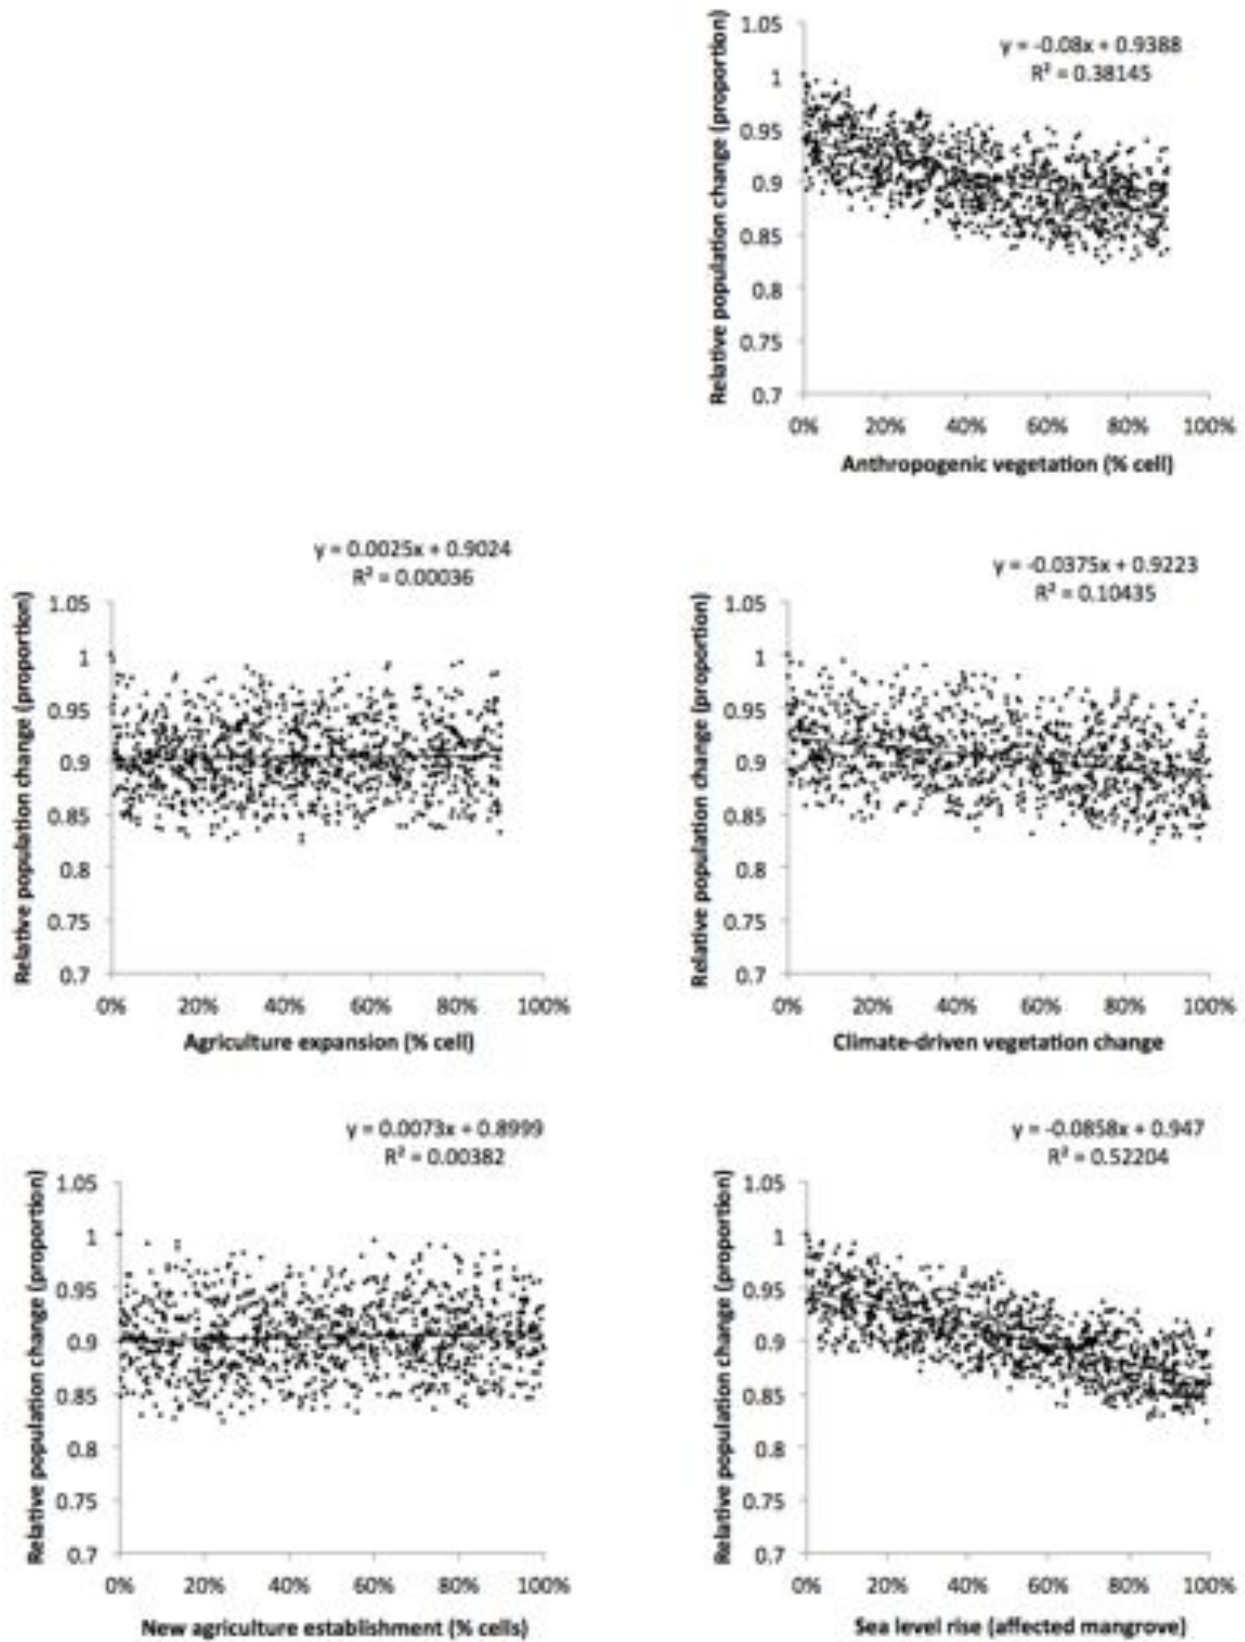 y = -0.08x + 0.9388
R² = 0.38145
Relative population change (proportion)
1.05
1
0.95
0.9
0.85
0.8
0.75
0.7
0% 20% 40% 60% 80% 100%
Anthropogenic vegetation (% cell)
y = 0.0025x + 0.9024
R² = 0.00036
Relative population change (proportion)
1.05
1
0.95
0.9
0.85
0.8
0.75
0.7
0% 20% 40% 60% 80% 100%
Agriculture expansion (% cell)
y = -0.0375x + 0.9223
R² = 0.10435
Relative population change (proportion)
1.05
1
0.95
0.9
0.85
0.8
0.75
0.7
0% 20% 40% 60% 80% 100%
Climate-driven vegetation change
y = 0.0073x + 0.8999
R² = 0.00382
Relative population change (proportion)
1.05
1
0.95
0.9
0.85
0.8
0.75
0.7
0% 20% 40% 60% 80% 100%
New agriculture establishment (% cells)
y = -0.0858x + 0.947
R² = 0.52204
Relative population change (proportion)
1.05
1
0.95
0.9
0.85
0.8
0.75
0.7
0% 20% 40% 60% 80% 100%
Sea level rise (affected mangrove)